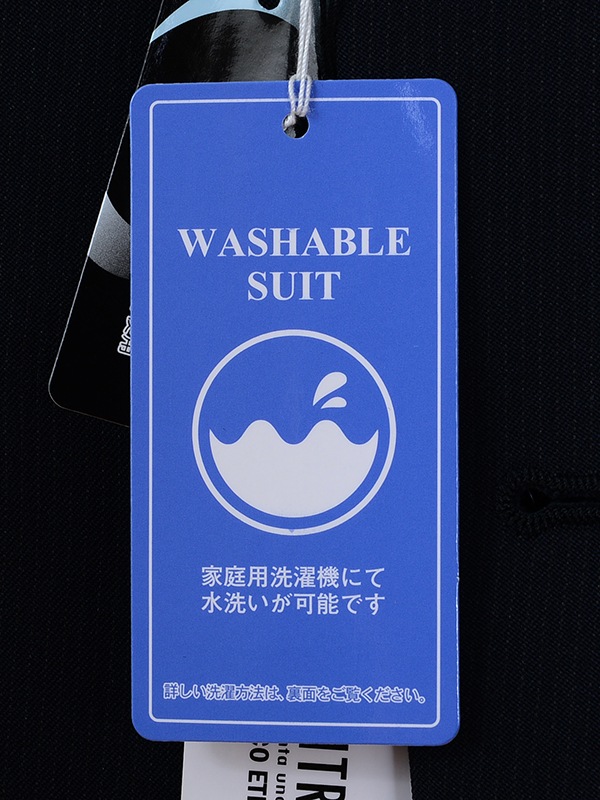 WASHABLE
SUIT
家庭用洗濯機にて
水洗いが可能です
詳しい洗濯方法は、裏面をご覧ください。